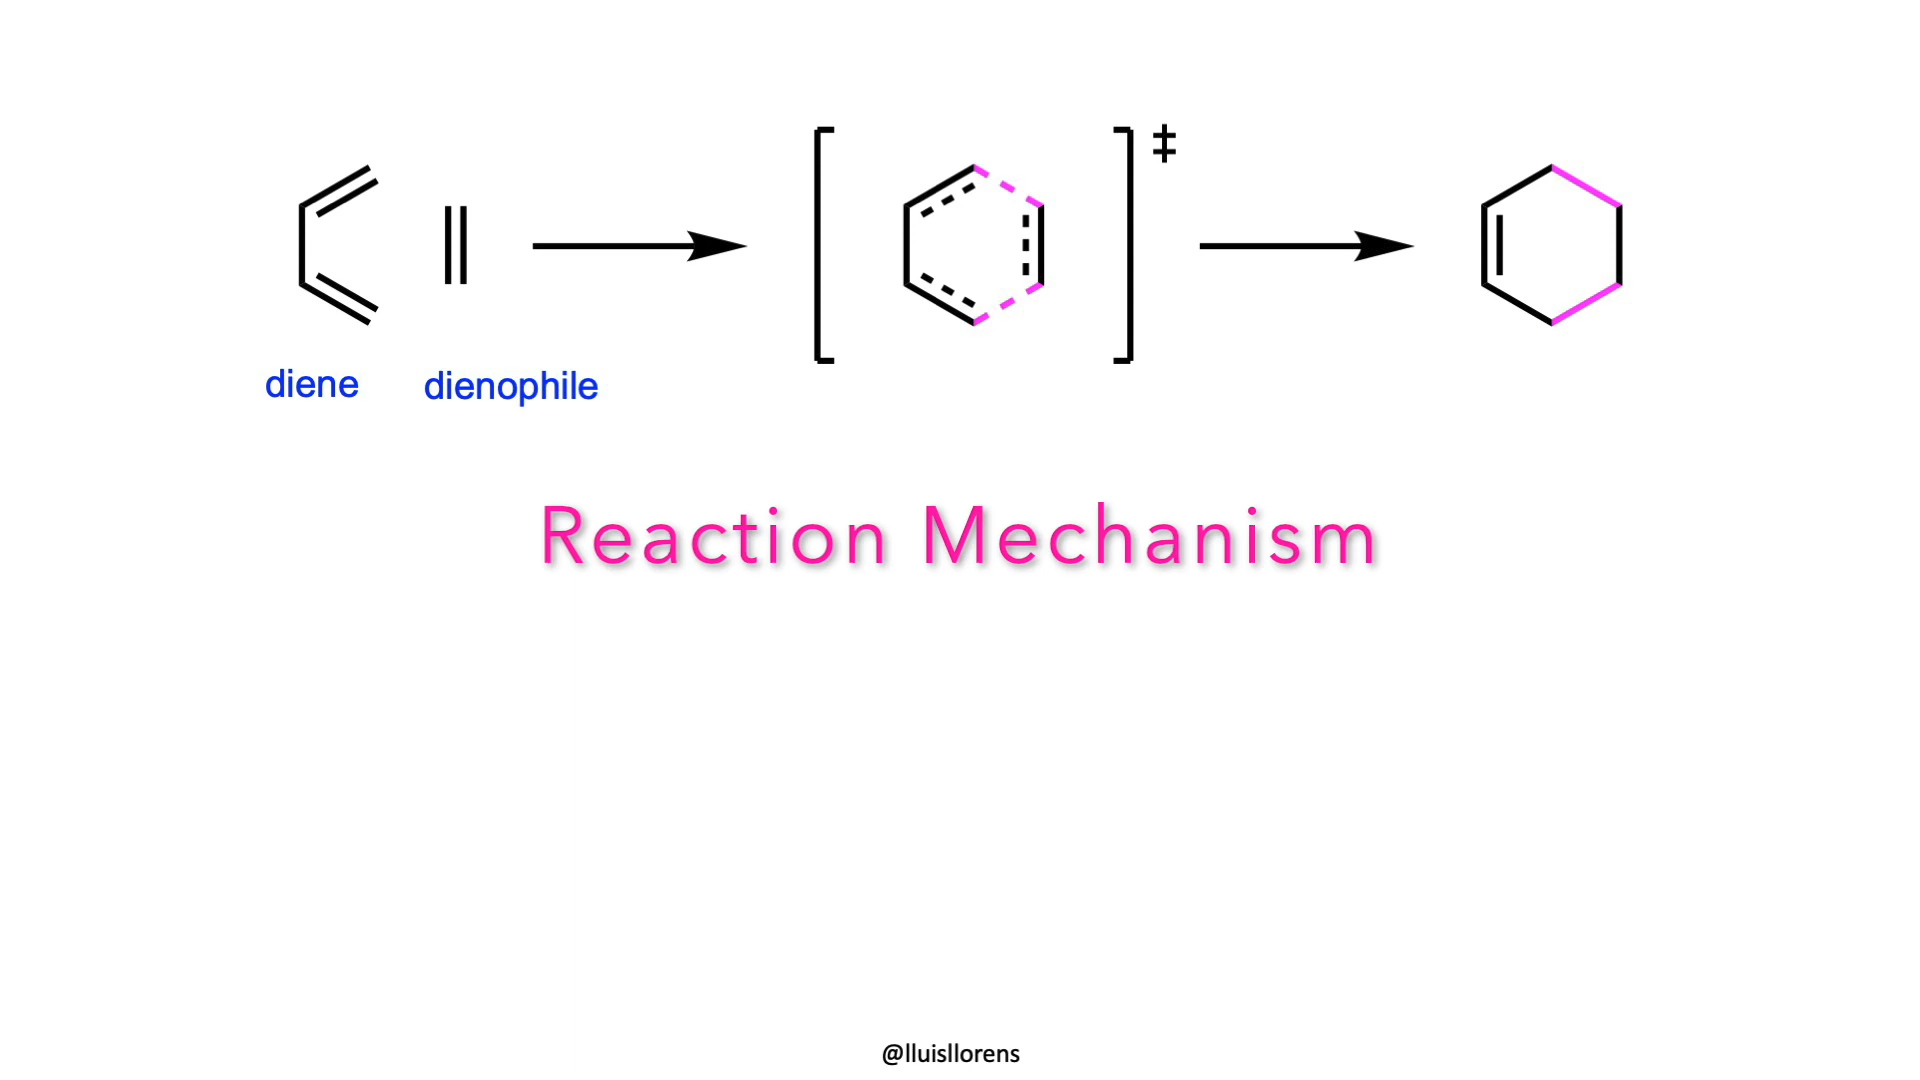 ‡
diene
dienophile
Reaction Mechanism
@lluisllorens